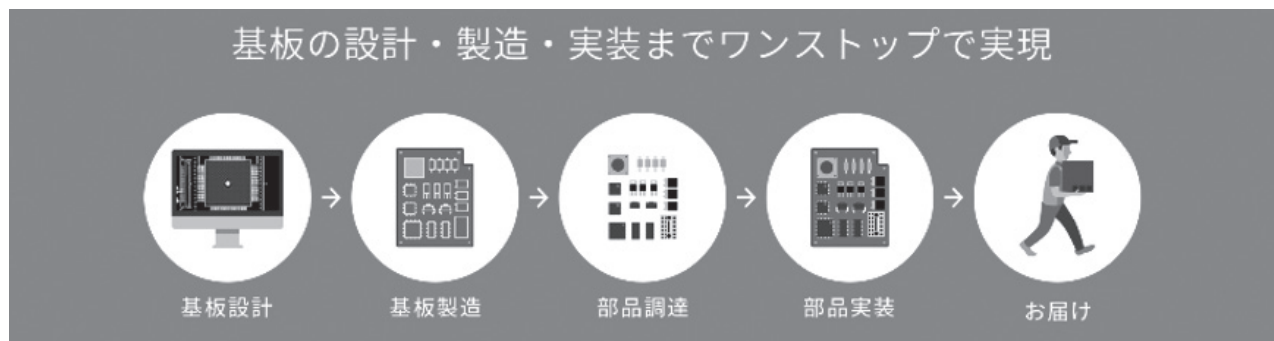 基板の設計・製造・実装までワンストップで実現
基板設計
基板製造
部品調達
部品実装
お届け